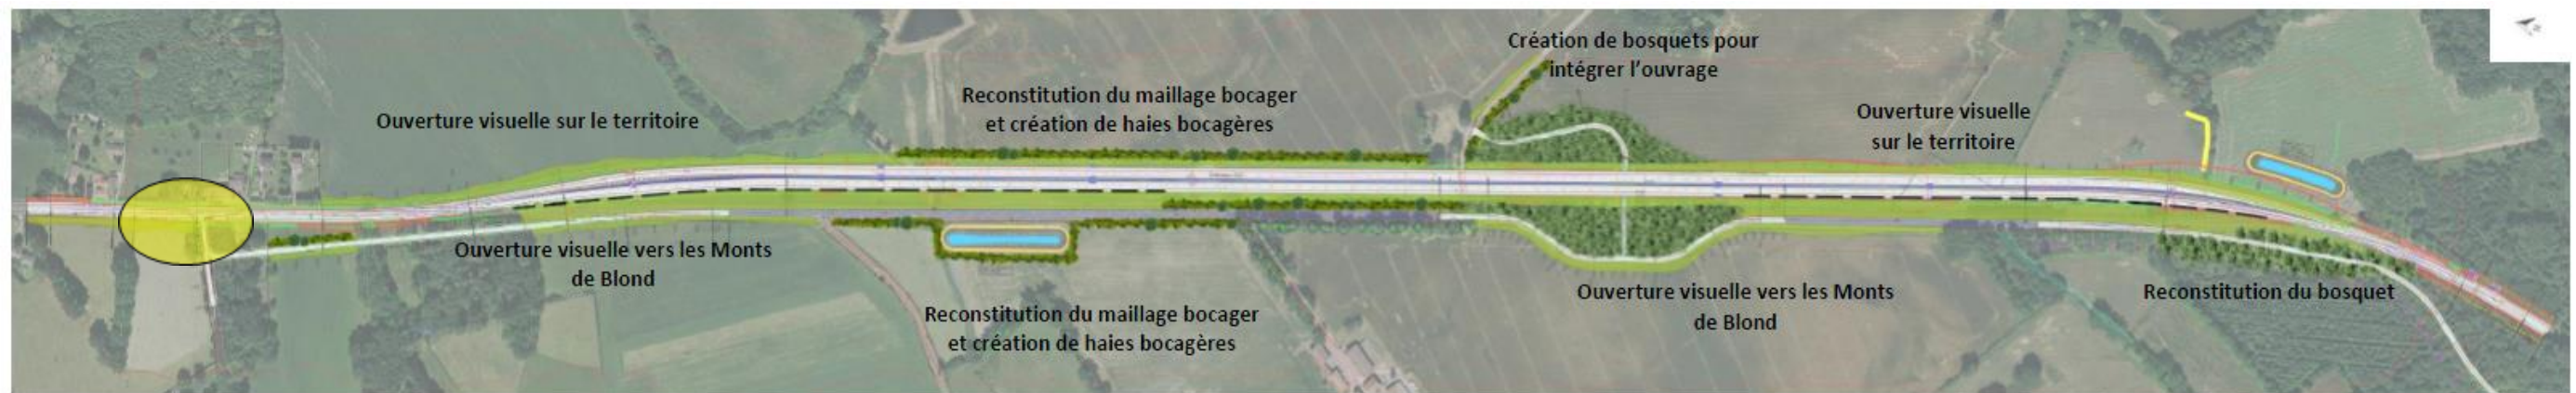 Création de bosquets pour
intégrer l'ouvrage
Reconstitution du maillage bocager
et création de haies bocagères
Ouverture visuelle sur le territoire
Ouverture visuelle
sur le territoire
Ouverture visuelle vers les Monts
de Blond
Reconstitution du maillage bocager
et création de haies bocagères
Ouverture visuelle vers les Monts
de Blond
Reconstitution du bosquet